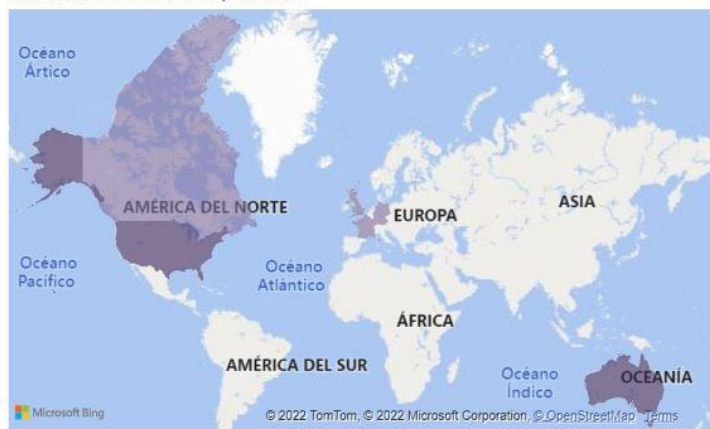 Océano
Ártico
AMÉRICA DEL NORTE
EUROPA
ASIA
Océano
Pacífico
Océano
Atlántico
ÁFRICA
AMÉRICA DEL SUR
Océano
Índico
OCEANÍA
Microsoft Bing
© 2022 TomTom, © 2022 Microsoft Corporation, © OpenStreetMap Terms